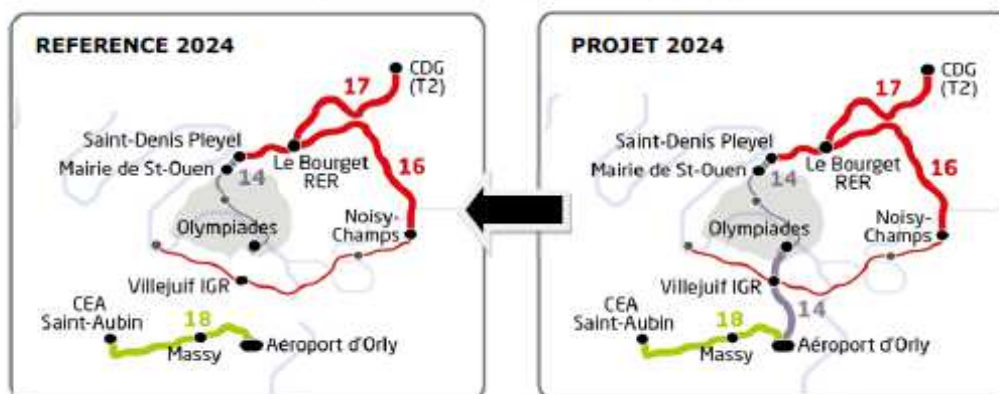 REFERENCE 2024
CDG
(T2)
17
Saint-Denis Pleyel
Mairie de St-Ouen
14
Le Bourget
RER
16
Olympiades
Noisy-
Champs
Villejuif IGR
CEA
Saint-Aubin
18
Massy
Aéroport d'Orly
PROJET 2024
CDG
(T2)
17
Saint-Denis Pleyel
Mairie de St-Ouen
14
Le Bourget
RER
16
Olympiades
Noisy-
Champs
Villejuif IGR
CEA
Saint-Aubin
18
14
Massy
Aéroport d'Orly